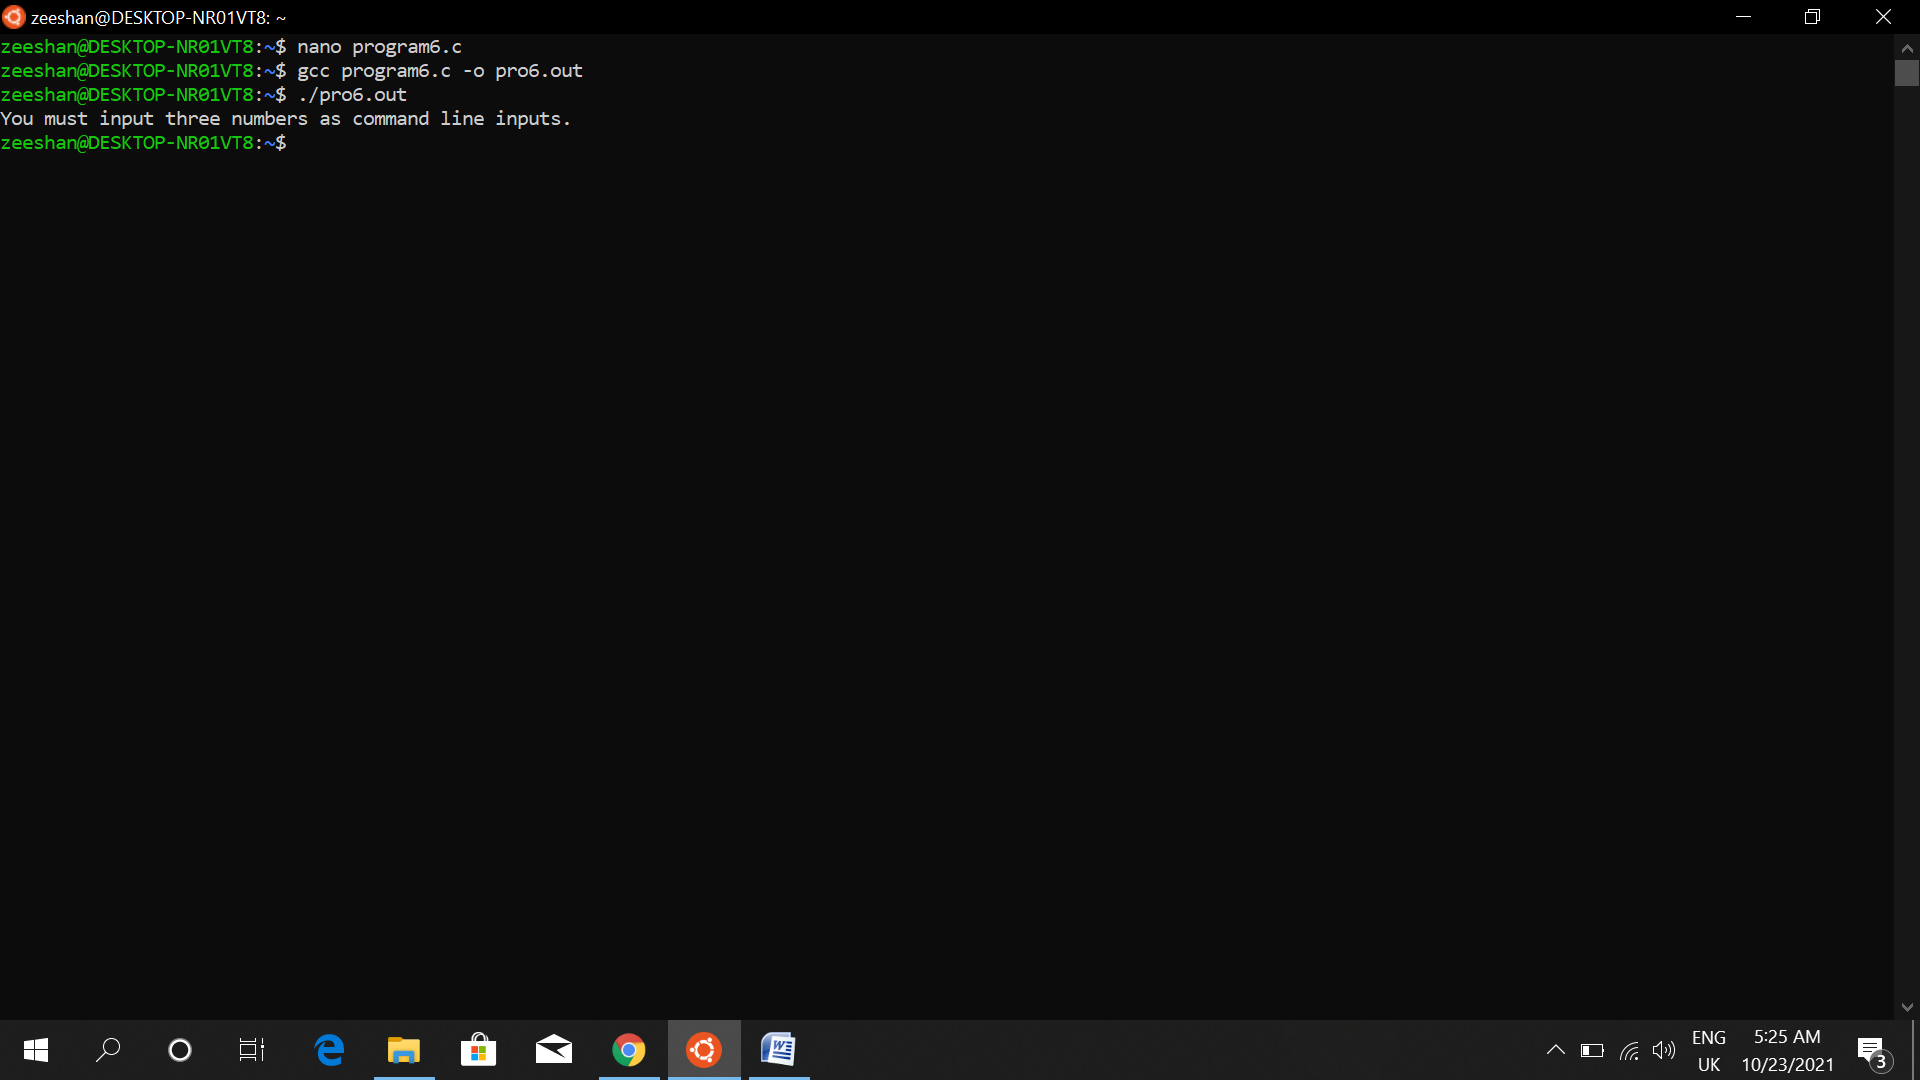 zeeshan@DESKTOP-NR01VT8: ~
zeeshan@DESKTOP-NR01VT8:~$ nano program6.c
zeeshan@DESKTOP-NR01VT8:~$ gcc program6.c -o pro6.out
zeeshan@DESKTOP-NR01VT8:~$ ./pro6.out
You must input three numbers as command line inputs.
zeeshan@DESKTOP-NR01VT8:~$
ENG 5:25 AM
UK 10/23/2021
3